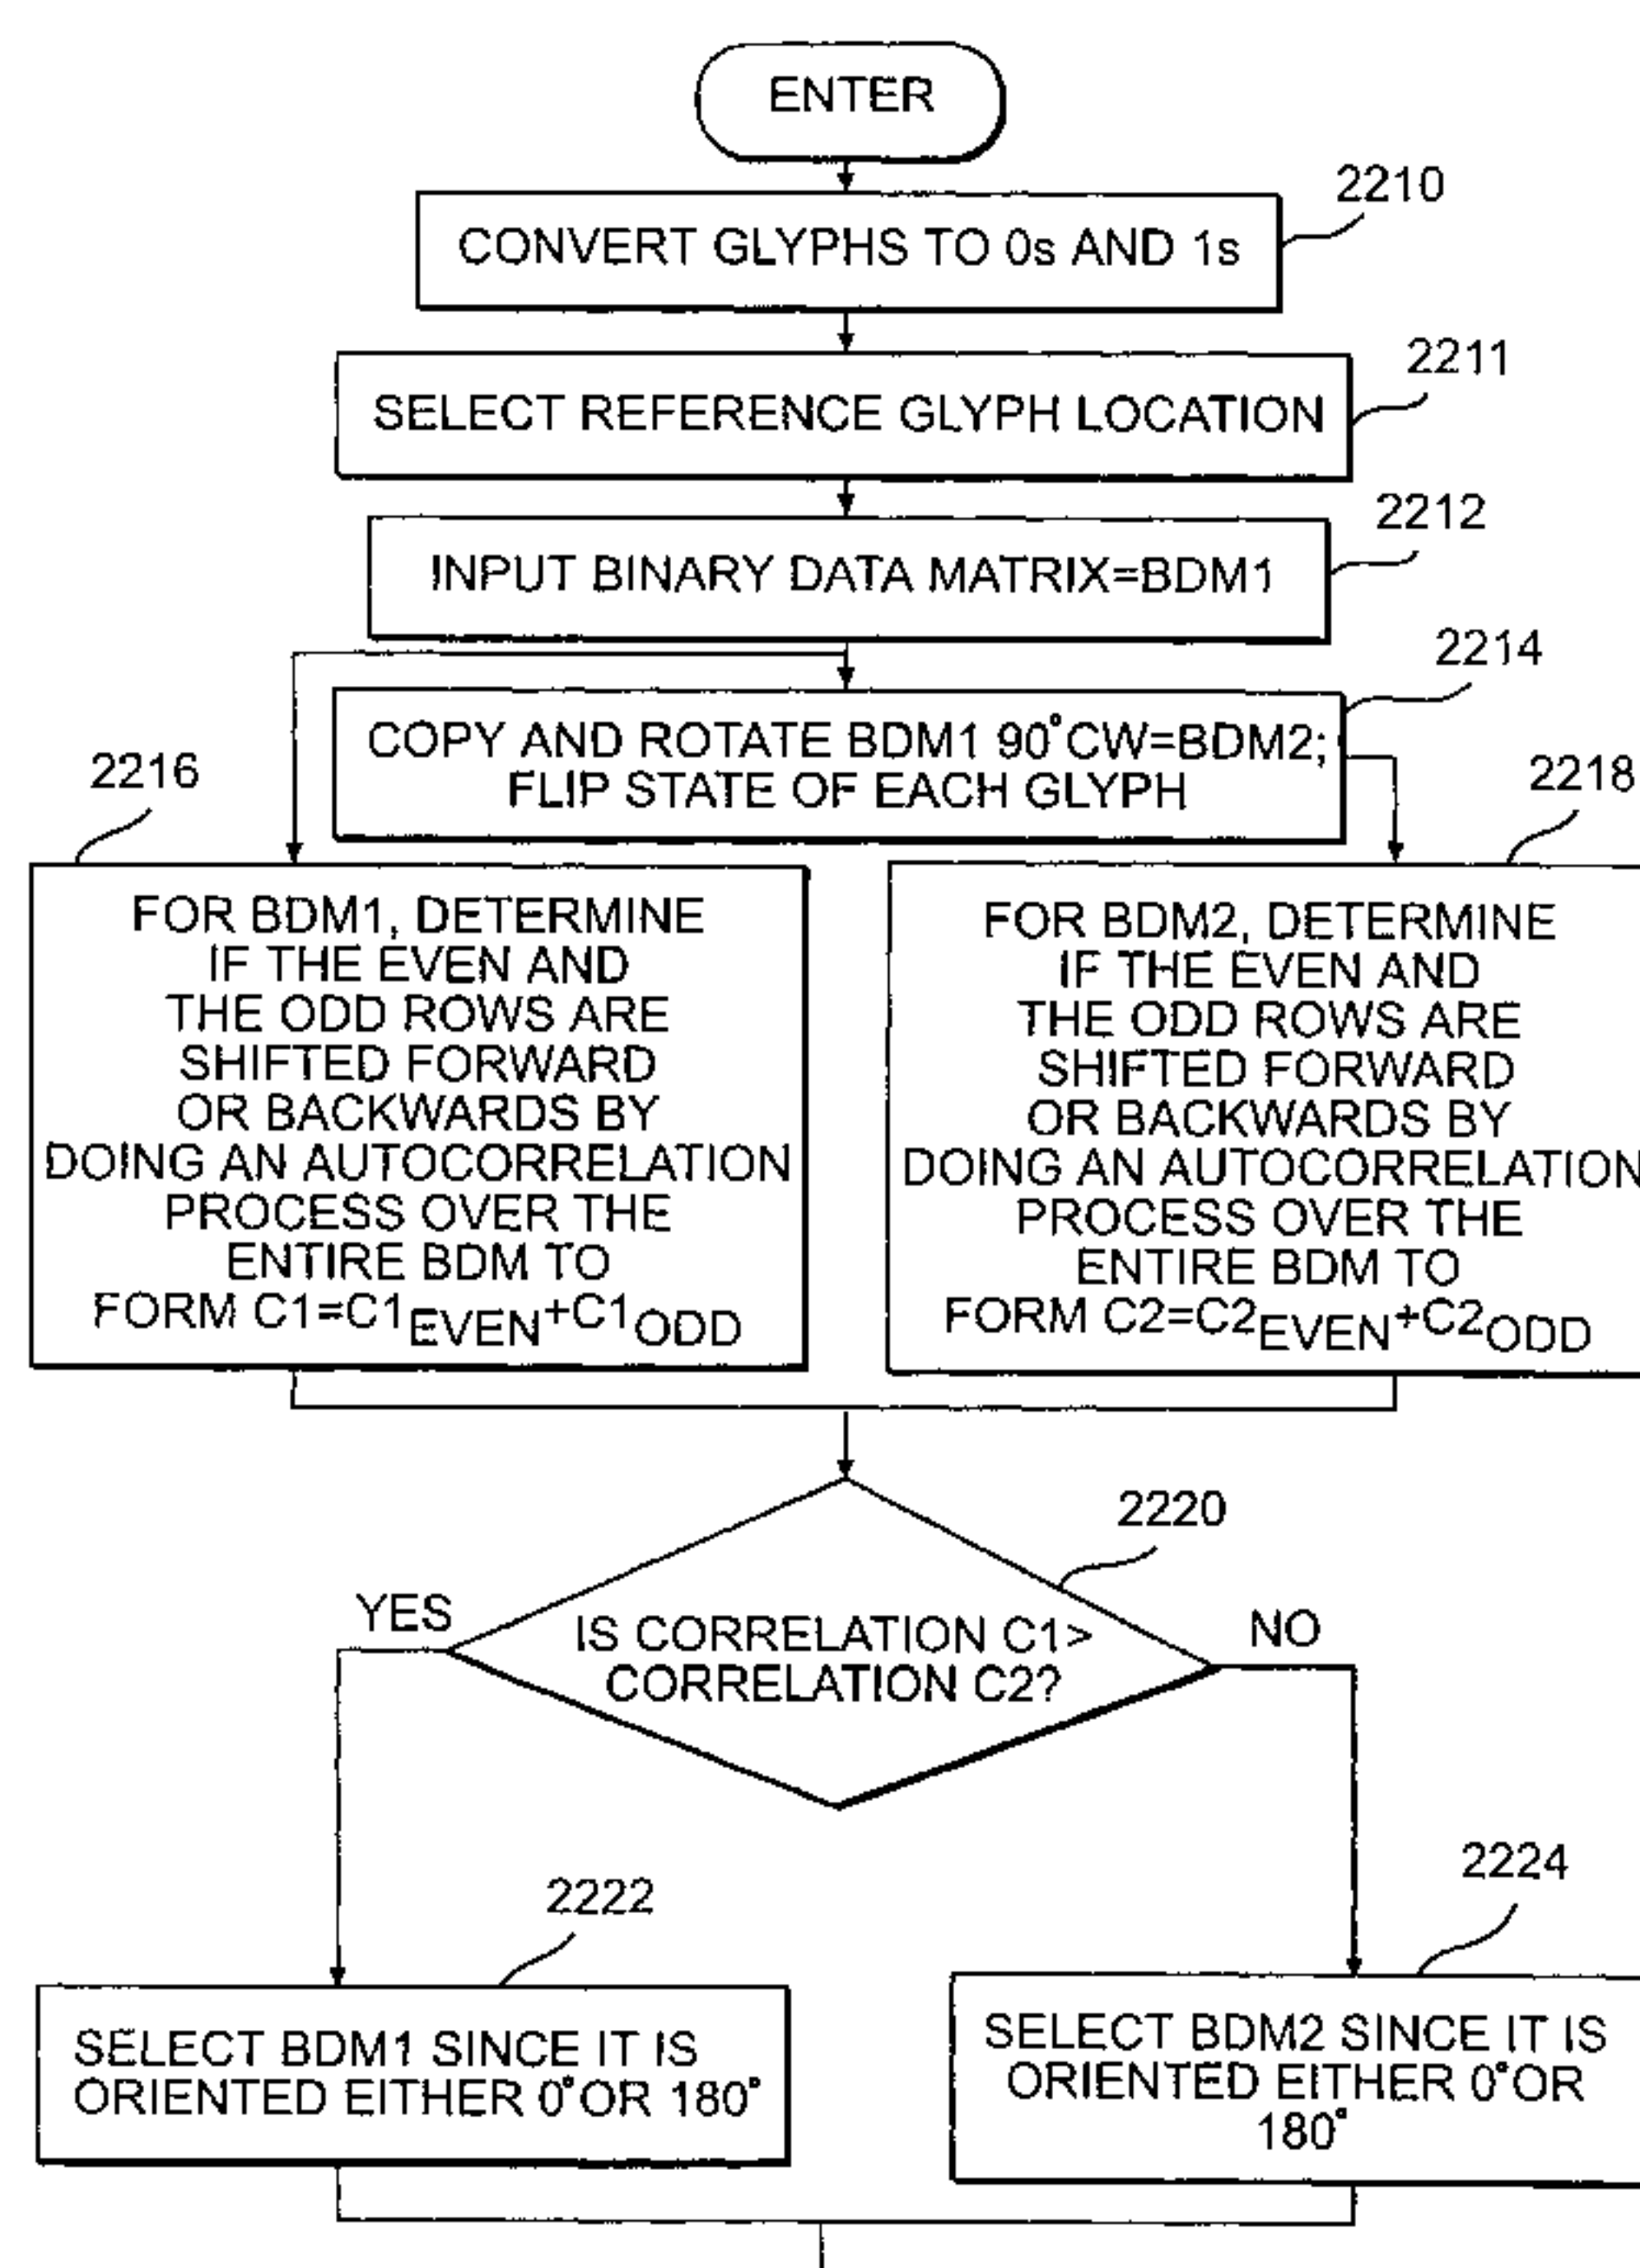 ENTER
2210
CONVERT GLYPHS TO 0s AND 1s
2211
SELECT REFERENCE GLYPH LOCATION
2212
INPUT BINARY DATA MATRIX=BDM1
2214
COPY AND ROTATE BDM1 90°CW=BDM2;
FLIP STATE OF EACH GLYPH
2216
FOR BDM1, DETERMINE
IF THE EVEN AND
THE ODD ROWS ARE
SHIFTED FORWARD
OR BACKWARDS BY
DOING AN AUTOCORRELATION
PROCESS OVER THE
ENTIRE BDM TO
FORM C1=C1EVEN+C1ODD
2218
FOR BDM2, DETERMINE
IF THE EVEN AND
THE ODD ROWS ARE
SHIFTED FORWARD
OR BACKWARDS BY
DOING AN AUTOCORRELATION
PROCESS OVER THE
ENTIRE BDM TO
FORM C2=C2EVEN+C2ODD
2220
IS CORRELATION C1>
CORRELATION C2?
YES
NO
2222
SELECT BDM1 SINCE IT IS
ORIENTED EITHER 0°OR 180°
2224
SELECT BDM2 SINCE IT IS
ORIENTED EITHER 0°OR
180°